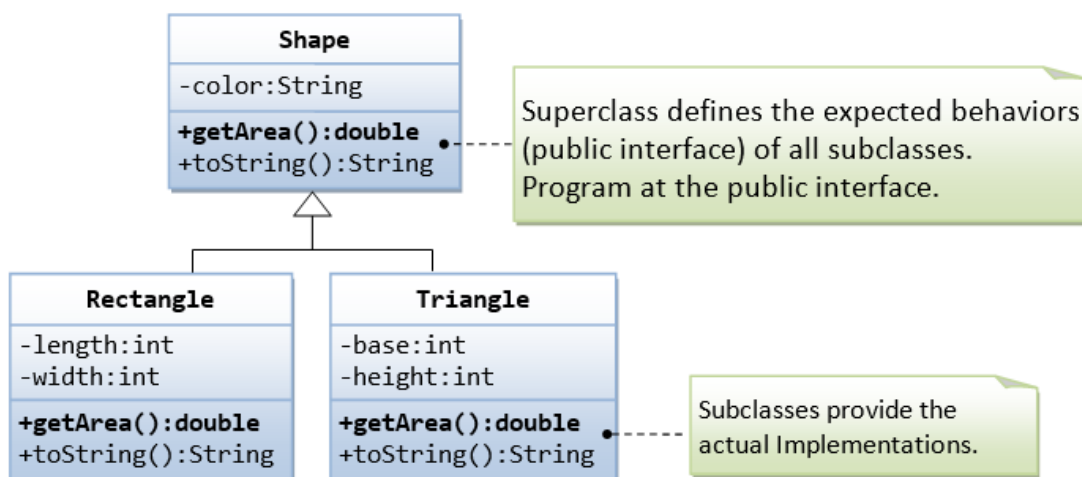 Shape
-color:String
+getArea():double
+toString():String
Superclass defines the expected behaviors
(public interface) of all subclasses.
Program at the public interface.
Rectangle
-length:int
-width:int
+getArea():double
+toString():String
Triangle
-base:int
-height:int
+getArea():double
+toString():String
Subclasses provide the
actual Implementations.